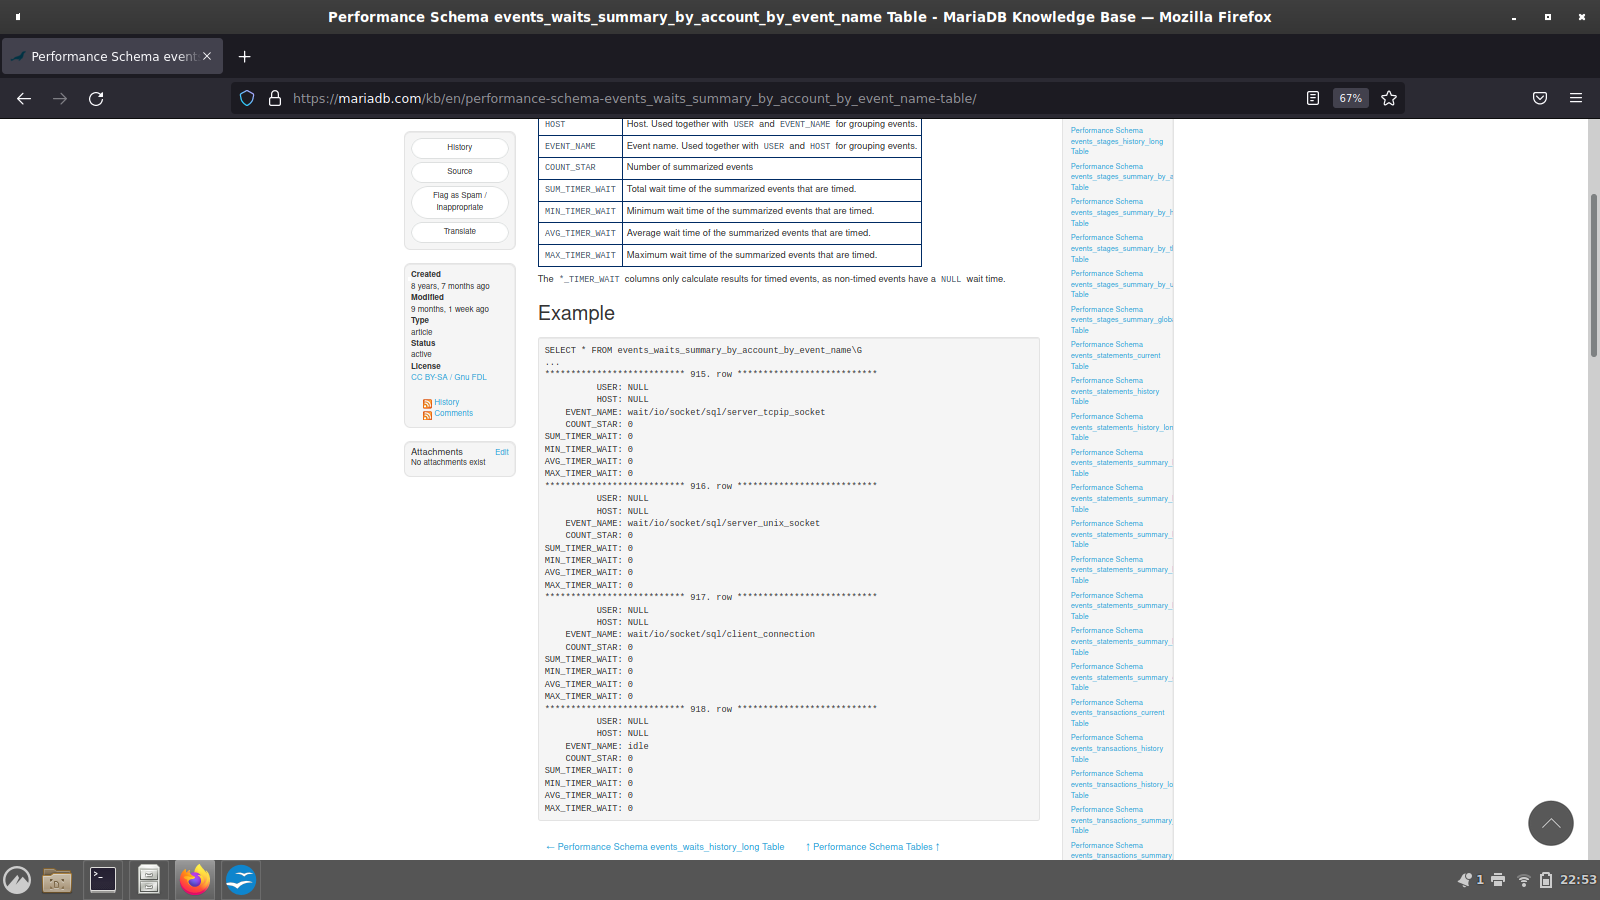 Performance Schema events_waits_summary_by_account_by_event_name Table - MariaDB Knowledge Base — Mozilla Firefox
Performance Schema event
https://mariadb.com/kb/en/performance-schema-events_waits_summary_by_account_by_event_name-table/
67%
History
Source
Flag as Spam /
Inappropriate
Translate
Created
8 years, 7 months ago
Modified
9 months, 1 week ago
Type
article
Status
active
License
CC BY-SA / Gnu FDL
History
Comments
Attachments Edit
No attachments exist
HOST Host. Used together with USER and EVENT_NAME for grouping events.
EVENT_NAME Event name. Used together with USER and HOST for grouping events.
COUNT_STAR Number of summarized events
SUM_TIMER_WAIT Total wait time of the summarized events that are timed.
MIN_TIMER_WAIT Minimum wait time of the summarized events that are timed.
AVG_TIMER_WAIT Average wait time of the summarized events that are timed.
MAX_TIMER_WAIT Maximum wait time of the summarized events that are timed.
The *_TIMER_WAIT columns only calculate results for timed events, as non-timed events have a NULL wait time.
Example
SELECT * FROM events_waits_summary_by_account_by_event_name\G
...
*************************** 915. row ***************************
USER: NULL
HOST: NULL
EVENT_NAME: wait/io/socket/sql/server_tcpip_socket
COUNT_STAR: 0
SUM_TIMER_WAIT: 0
MIN_TIMER_WAIT: 0
AVG_TIMER_WAIT: 0
MAX_TIMER_WAIT: 0
*************************** 916. row ***************************
USER: NULL
HOST: NULL
EVENT_NAME: wait/io/socket/sql/server_unix_socket
COUNT_STAR: 0
SUM_TIMER_WAIT: 0
MIN_TIMER_WAIT: 0
AVG_TIMER_WAIT: 0
MAX_TIMER_WAIT: 0
*************************** 917. row ***************************
USER: NULL
HOST: NULL
EVENT_NAME: wait/io/socket/sql/client_connection
COUNT_STAR: 0
SUM_TIMER_WAIT: 0
MIN_TIMER_WAIT: 0
AVG_TIMER_WAIT: 0
MAX_TIMER_WAIT: 0
*************************** 918. row ***************************
USER: NULL
HOST: NULL
EVENT_NAME: idle
COUNT_STAR: 0
SUM_TIMER_WAIT: 0
MIN_TIMER_WAIT: 0
AVG_TIMER_WAIT: 0
MAX_TIMER_WAIT: 0
← Performance Schema events_waits_history_long Table ↑ Performance Schema Tables ↑
Performance Schema
events_stages_history_long
Table
Performance Schema
events_stages_summary_by_a
Table
Performance Schema
events_stages_summary_by_h
Table
Performance Schema
events_stages_summary_by_t
Table
Performance Schema
events_stages_summary_by_u
Table
Performance Schema
events_stages_summary_globa
Table
Performance Schema
events_statements_current
Table
Performance Schema
events_statements_history
Table
Performance Schema
events_statements_history_lon
Table
Performance Schema
events_statements_summary_
Table
Performance Schema
events_statements_summary_
Table
Performance Schema
events_statements_summary_
Table
Performance Schema
events_statements_summary_
Table
Performance Schema
events_statements_summary_
Table
Performance Schema
events_statements_summary_
Table
Performance Schema
events_statements_summary_
Table
Performance Schema
events_transactions_current
Table
Performance Schema
events_transactions_history
Table
Performance Schema
events_transactions_history_lo
Table
Performance Schema
events_transactions_summary_
Table
Performance Schema
events_transactions_summary
1
22:53